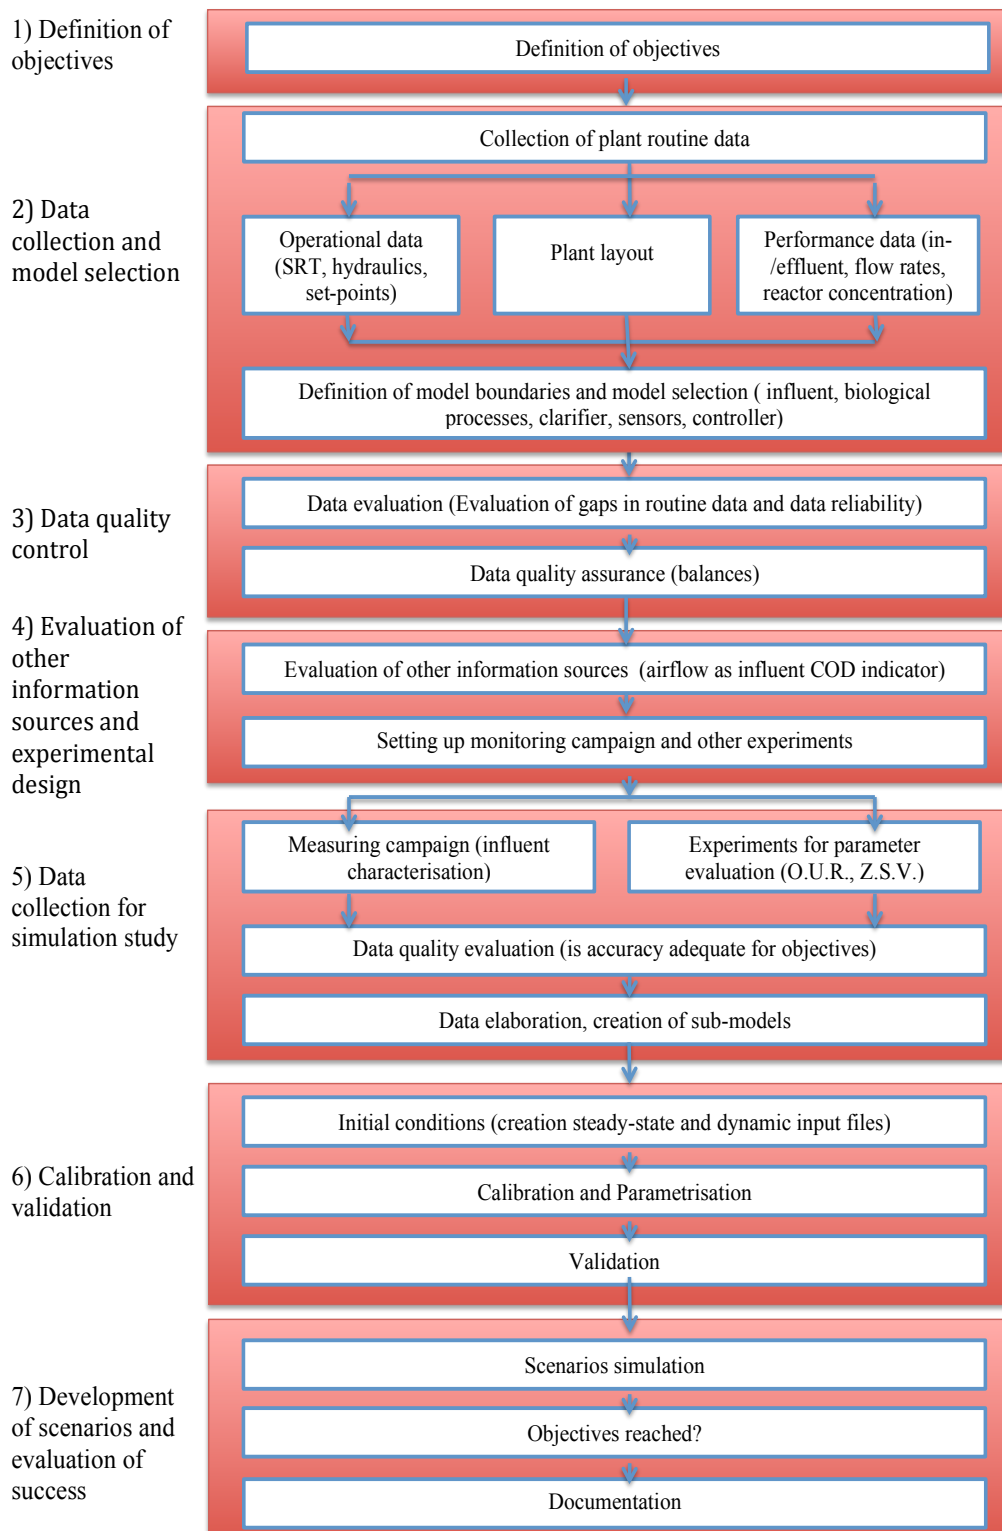 1) Definition of
objectives
Definition of objectives
2) Data
collection and
model selection
Collection of plant routine data
Operational data
(SRT, hydraulics,
set-points)
Plant layout
Performance data (in-
/effluent, flow rates,
reactor concentration)
Definition of model boundaries and model selection ( influent, biological
processes, clarifier, sensors, controller)
3) Data quality
control
Data evaluation (Evaluation of gaps in routine data and data reliability)
Data quality assurance (balances)
4) Evaluation of
other
information
sources and
experimental
design
Evaluation of other information sources  (airflow as influent COD indicator)
Setting up monitoring campaign and other experiments
5) Data
collection for
simulation study
Measuring campaign (influent
characterisation)
Experiments for parameter
evaluation (O.U.R., Z.S.V.)
Data quality evaluation (is accuracy adequate for objectives)
Data elaboration, creation of sub-models
6) Calibration and
validation
Initial conditions (creation steady-state and dynamic input files)
Calibration and Parametrisation
Validation
7) Development
of scenarios and
evaluation of
success
Scenarios simulation
Objectives reached?
Documentation